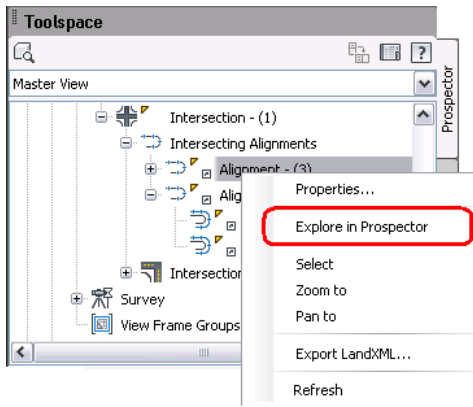 Toolspace
?
Master View
Prospector
Intersection - (1)
Intersecting Alignments
Alignment - (3)
Alig
Intersection
Survey
View Frame Groups
Properties...
Explore in Prospector
Select
Zoom to
Pan to
Export LandXML...
Refresh